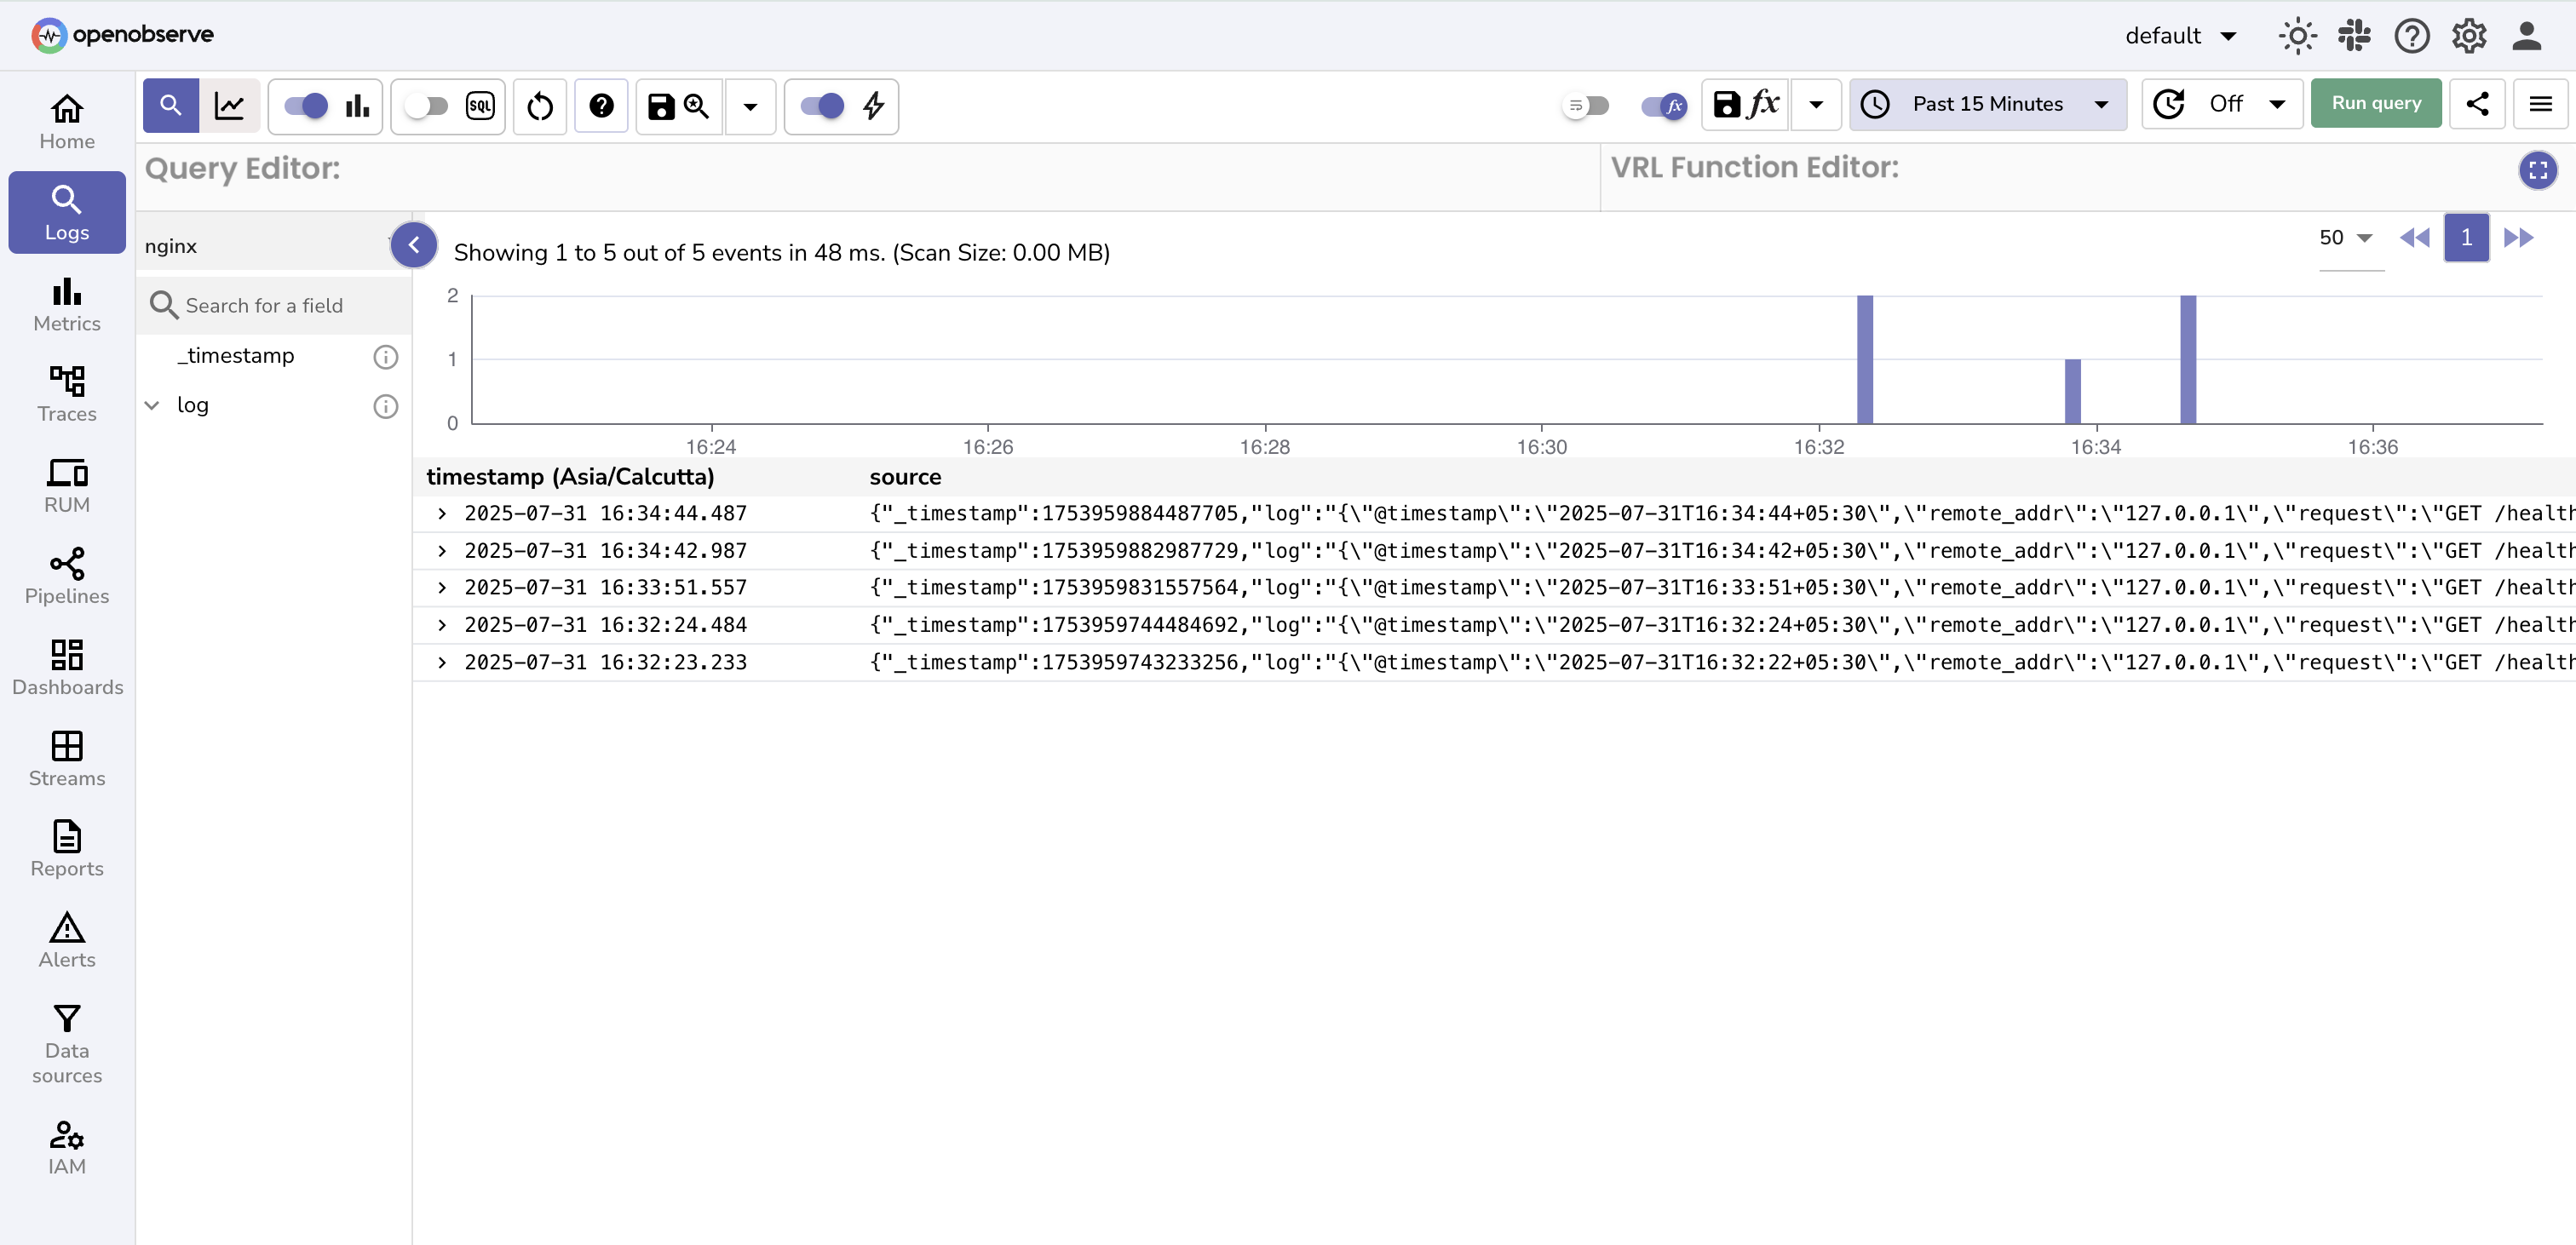 openobserve
default
SQL
fx
fx
Past 15 Minutes
Off
Run query
Home
Logs
Metrics
Traces
RUM
Pipelines
Dashboards
Streams
Reports
Alerts
Data
sources
IAM
Query Editor:
VRL Function Editor:
nginx
Search for a field
_timestamp
log
Showing 1 to 5 out of 5 events in 48 ms. (Scan Size: 0.00 MB)
50
1
2
1
0
16:24 16:26 16:28 16:30 16:32 16:34 16:36
timestamp (Asia/Calcutta) source
2025-07-31 16:34:44.487 {"_timestamp":1753959884487705,"log":"{\"@timestamp\":\"2025-07-31T16:34:44+05:30\",\"remote_addr\":\"127.0.0.1\",\"request\":\"GET /health
2025-07-31 16:34:42.987 {"_timestamp":1753959882987729,"log":"{\"@timestamp\":\"2025-07-31T16:34:42+05:30\",\"remote_addr\":\"127.0.0.1\",\"request\":\"GET /health
2025-07-31 16:33:51.557 {"_timestamp":1753959831557564,"log":"{\"@timestamp\":\"2025-07-31T16:33:51+05:30\",\"remote_addr\":\"127.0.0.1\",\"request\":\"GET /health
2025-07-31 16:32:24.484 {"_timestamp":1753959744484692,"log":"{\"@timestamp\":\"2025-07-31T16:32:24+05:30\",\"remote_addr\":\"127.0.0.1\",\"request\":\"GET /health
2025-07-31 16:32:23.233 {"_timestamp":1753959743233256,"log":"{\"@timestamp\":\"2025-07-31T16:32:22+05:30\",\"remote_addr\":\"127.0.0.1\",\"request\":\"GET /health